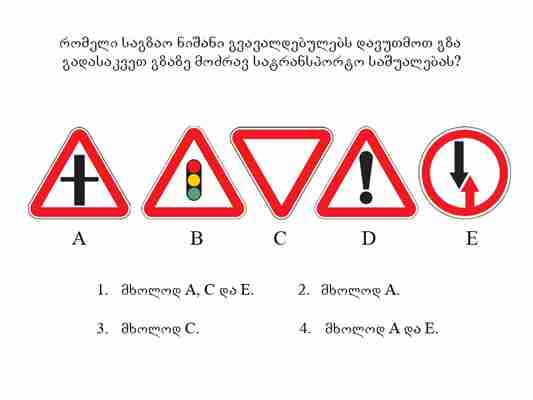 რომელი საგზაო ნიშანი გვავალდებულებს დავუთმოთ გზა
გადასაკვეთ გზაზე მოძრავ სატრანსპორტო საშუალებას?
A B C D E
1. მხოლოდ A, C და E. 2. მხოლოდ A.
3. მხოლოდ C. 4. მხოლოდ A და E.